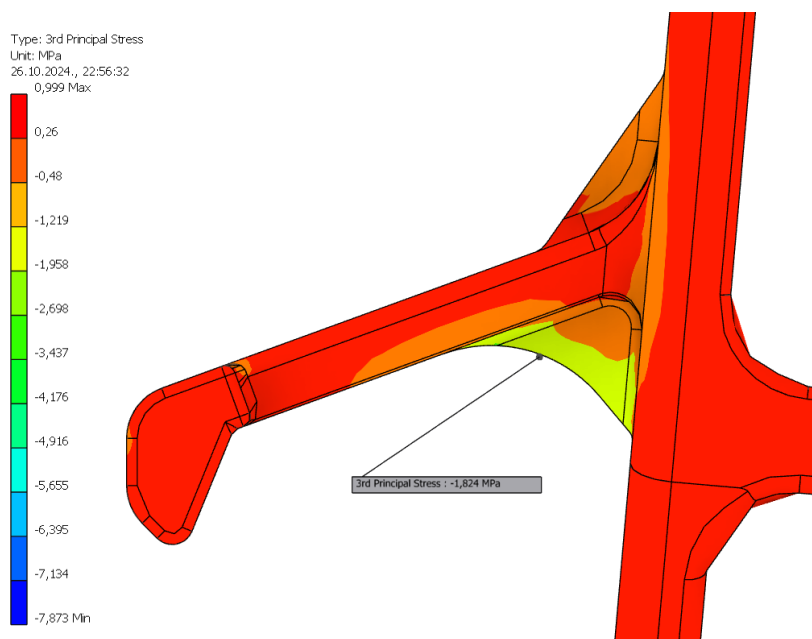 Type: 3rd Principal Stress
Unit: MPa
26.10.2024., 22:56:32
0,999 Max
0,26
-0,48
-1,219
-1,958
-2,698
-3,437
-4,176
-4,916
-5,655
-6,395
-7,134
-7,873 Min
3rd Principal Stress : -1,824 MPa